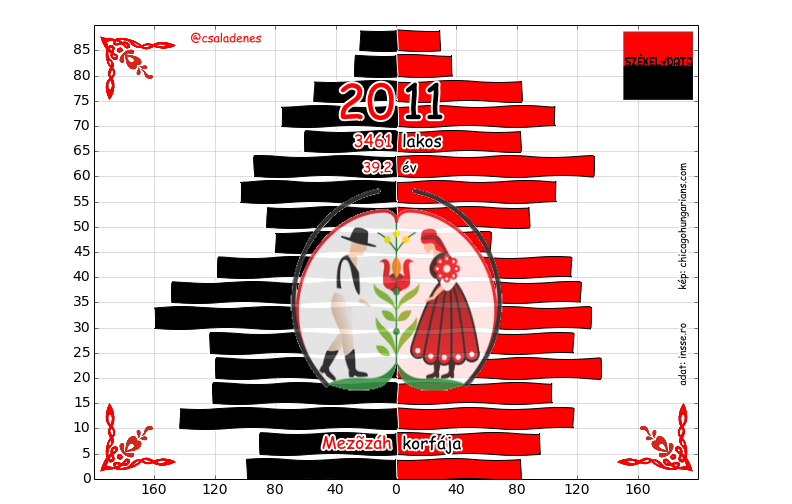 @csaladenes
SZÉKELYDATA
2011
3461 lakos
39.2 év
kép: chicagohungarians.com
adat: insse.ro
Mezőzáh korfája
85
80
75
70
65
60
55
50
45
40
35
30
25
20
15
10
5
0
160 120 80 40 0 40 80 120 160